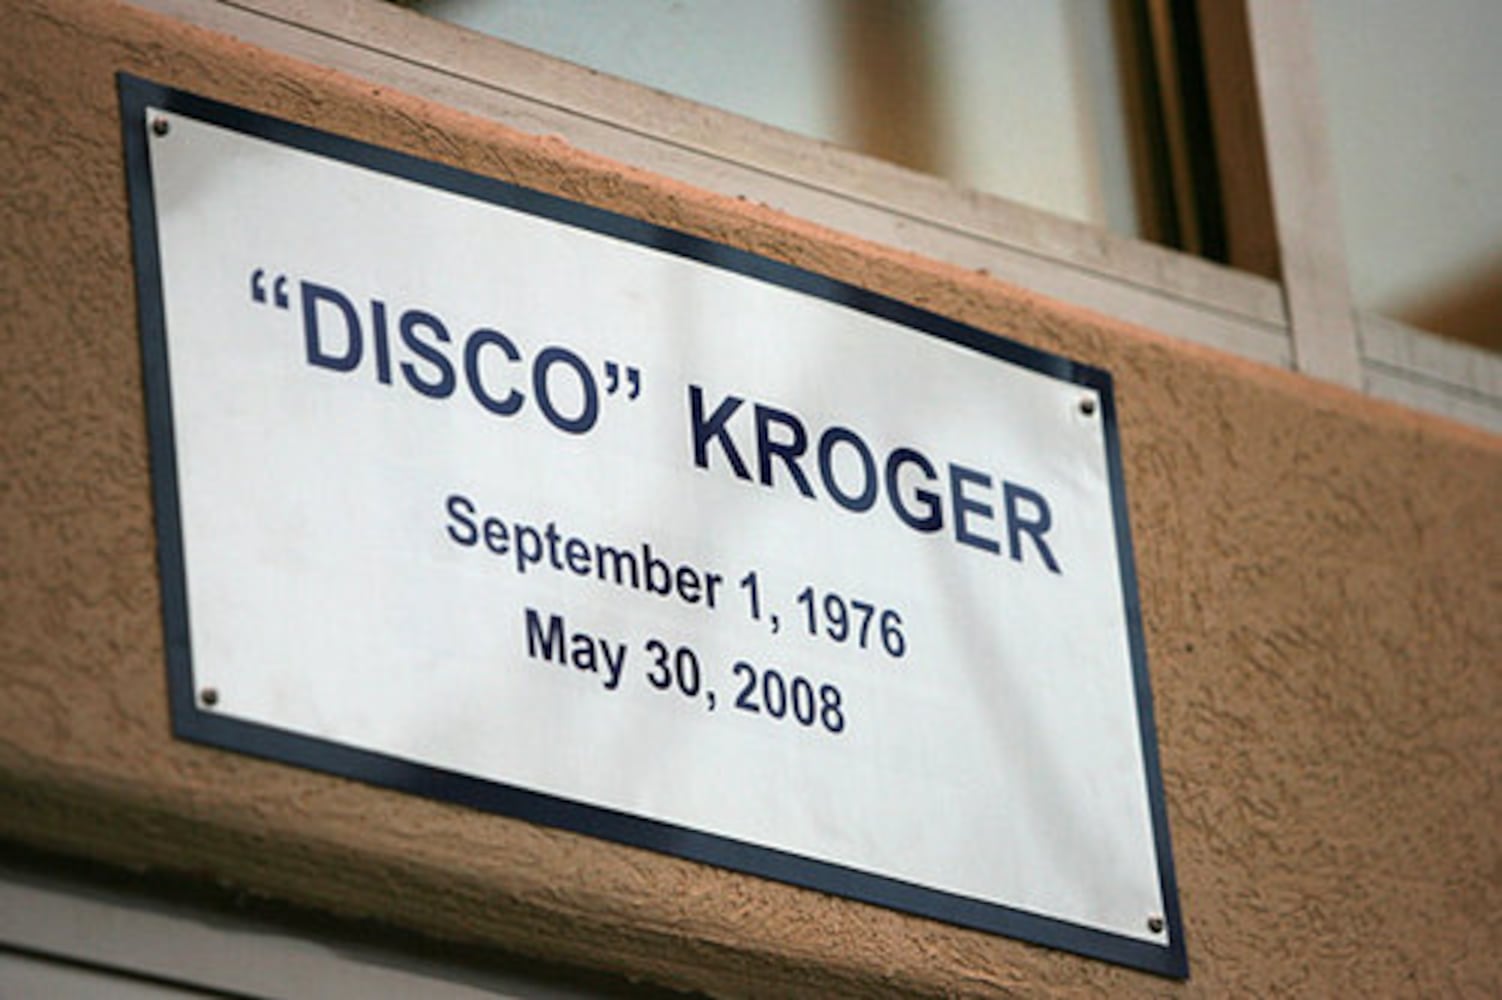 “DISCO” KROGER
September 1, 1976
May 30, 2008